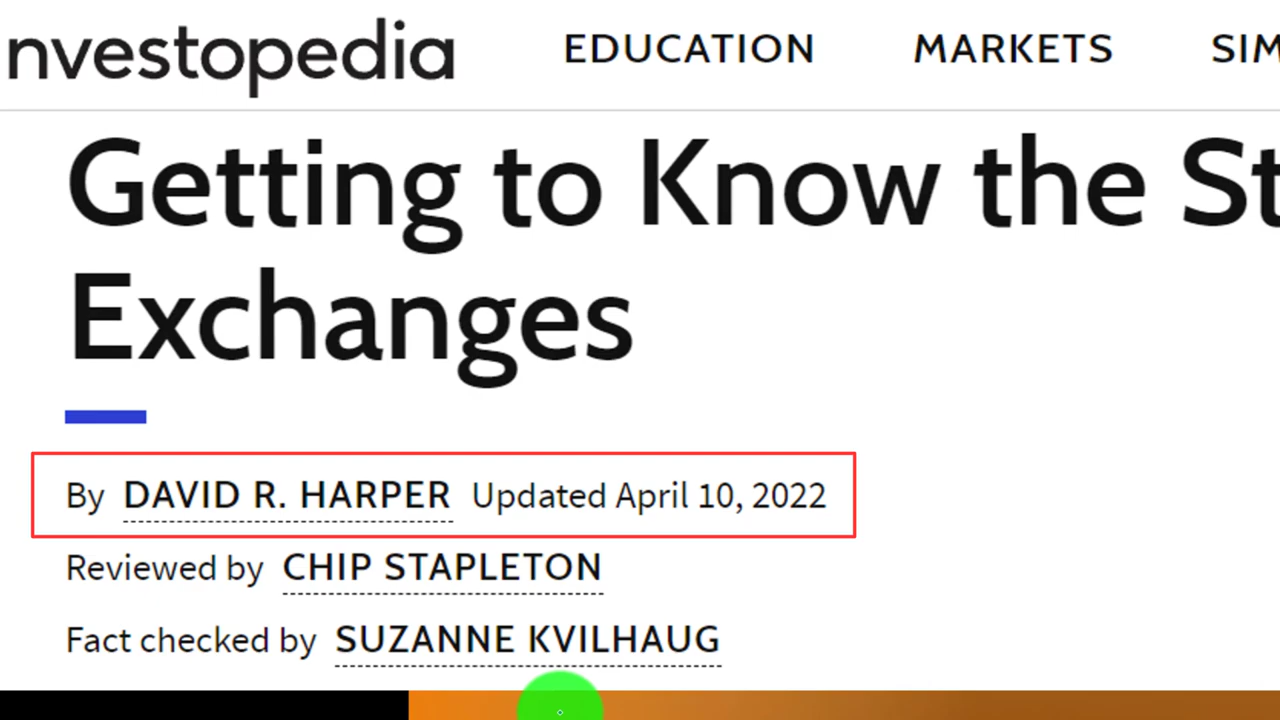 nvestopedia EDUCATION MARKETS SIM
Getting to Know the St
Exchanges
By DAVID R. HARPER Updated April 10, 2022
Reviewed by CHIP STAPLETON
Fact checked by SUZANNE KVILHAUG